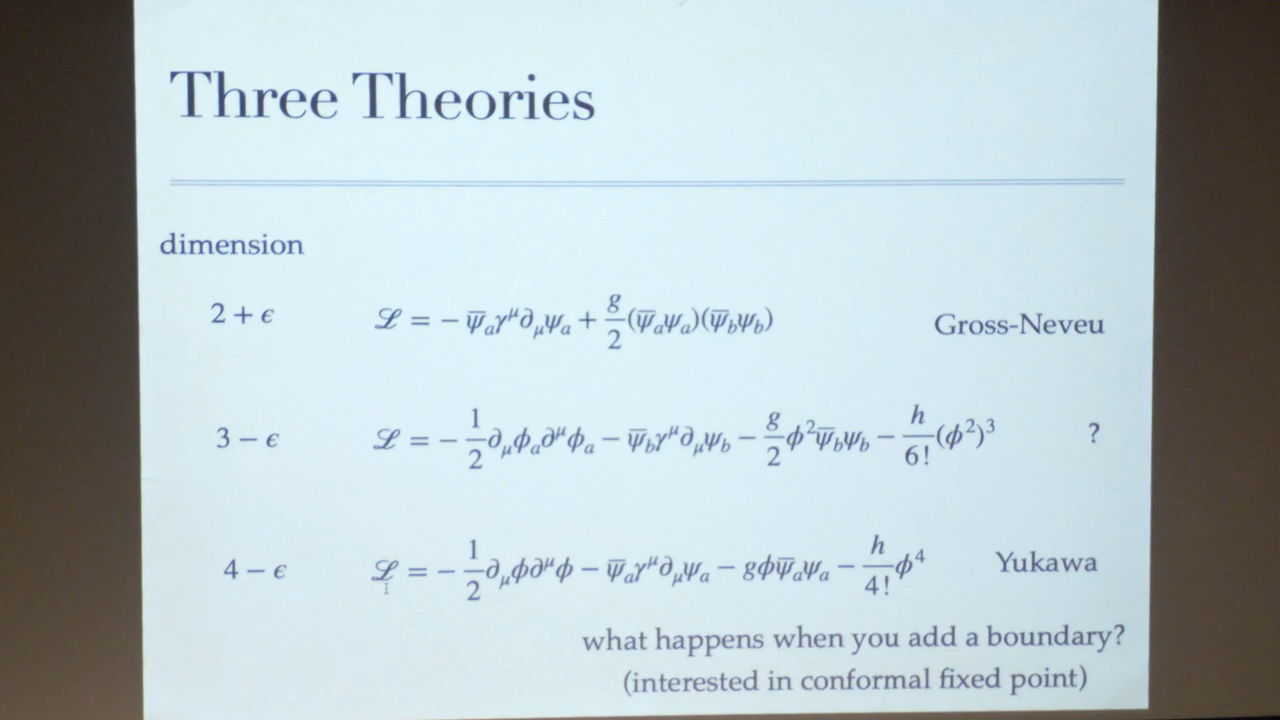 Three Theories
dimension
2 + ϵ ℒ = − ψ̅ₐγ^μ∂_μψₐ + g/2 (ψ̅ₐψₐ)(ψ̅_bψ_b) Gross-Neveu
3 − ϵ ℒ = − 1/2 ∂_μϕₐ∂^μϕₐ − ψ̅_bγ^μ∂_μψ_b − g/2 ϕ²ψ̅_bψ_b − h/6! (ϕ²)³ ?
4 − ϵ ℒ = − 1/2 ∂_μϕ∂^μϕ − ψ̅ₐγ^μ∂_μψₐ − gϕψ̅ₐψₐ − h/4! ϕ⁴ Yukawa
what happens when you add a boundary?
(interested in conformal fixed point)